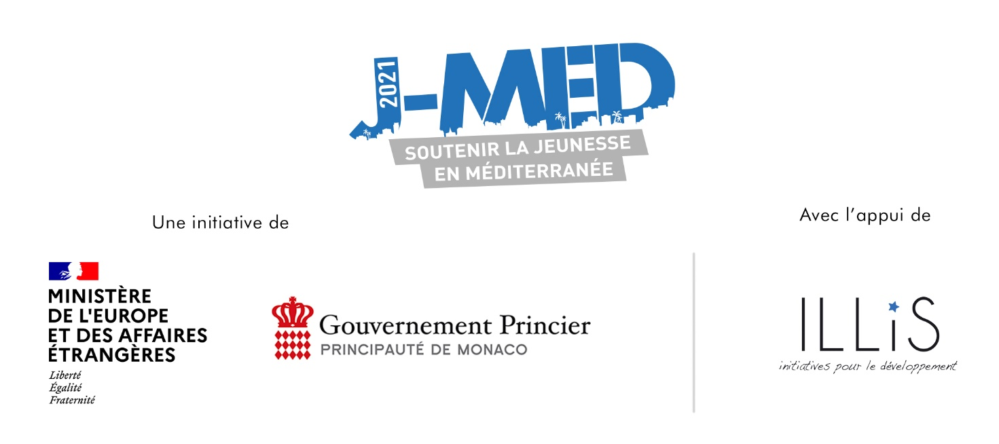 2021
J-MED
SOUTENIR LA JEUNESSE
EN MÉDITERRANÉE
Une initiative de
Avec l'appui de
MINISTÈRE
DE L'EUROPE
ET DES AFFAIRES
ÉTRANGÈRES
Liberté
Égalité
Fraternité
Gouvernement Princier
PRINCIPAUTÉ DE MONACO
ILLiS
initiatives pour le développement